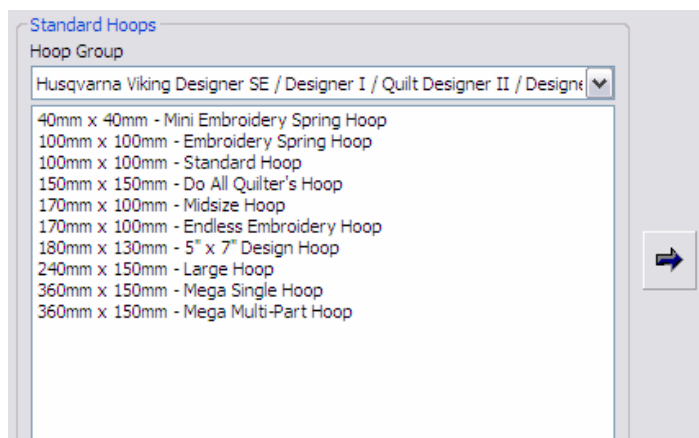 Standard Hoops
Hoop Group
Husqvarna Viking Designer SE / Designer I / Quilt Designer II / Designe
40mm x 40mm - Mini Embroidery Spring Hoop
100mm x 100mm - Embroidery Spring Hoop
100mm x 100mm - Standard Hoop
150mm x 150mm - Do All Quilter's Hoop
170mm x 100mm - Midsize Hoop
170mm x 100mm - Endless Embroidery Hoop
180mm x 130mm - 5" x 7" Design Hoop
240mm x 150mm - Large Hoop
360mm x 150mm - Mega Single Hoop
360mm x 150mm - Mega Multi-Part Hoop